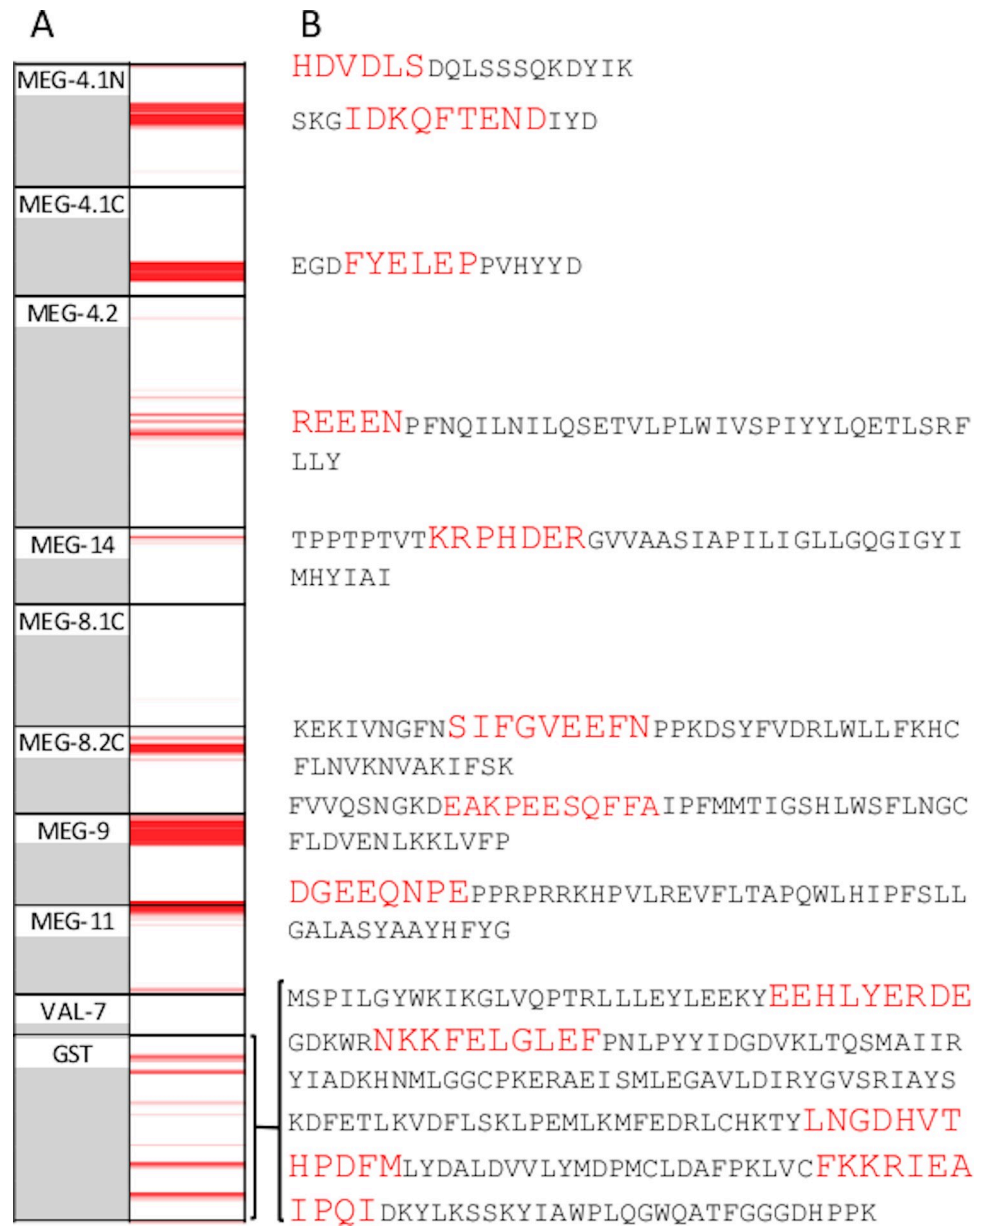 A B
MEG-4.1N
HDVDLSDQLSSSQKDYIK
SKGIDKQFTENDIYD
MEG-4.1C
EGDFYELEPPVHYYD
MEG-4.2
REEENPFNQILNILQSETVLPLWIVSPIYYLQETLSRF
LLY
MEG-14
TPPTPTVTKRPHDERGVVAASIAPILIGLLGQGIGYI
MHYIAI
MEG-8.1C
MEG-8.2C
KEKIVNGFNSIFGVEEFNPPKDSYFVDRLWLLFKHC
FLNVKNVAKIFSK
MEG-9
FVVQSNGKDEAKPEESQFFAIPFMMTIGSHLWSFLNGC
FLDVENLKKLVFP
MEG-11
DGEEQNPEPPRPRRKHPVLREVFLTAPQWLHIPFSLL
GALASYAAYHFYG
VAL-7
GST
MSPILGYWKIKGLVQPTRLLLEYLEEKYEEHLYERDE
GDKWRNKKFELGLEFPNLPYYIDGDVKLTQSMAIIR
YIADKHNMLGGCPKERAEISMLEGAVLDIRYGVSRIAYS
KDFETLKVDFLSKLPEMLKMFEDRLCHKTYLNGDHVT
HPDFMLYDALDVVLYMDPMCLDAFPKLVCFKKRIEA
IPQIDKYLKSSKYIAWPLQGWQATFGGGDHPPK